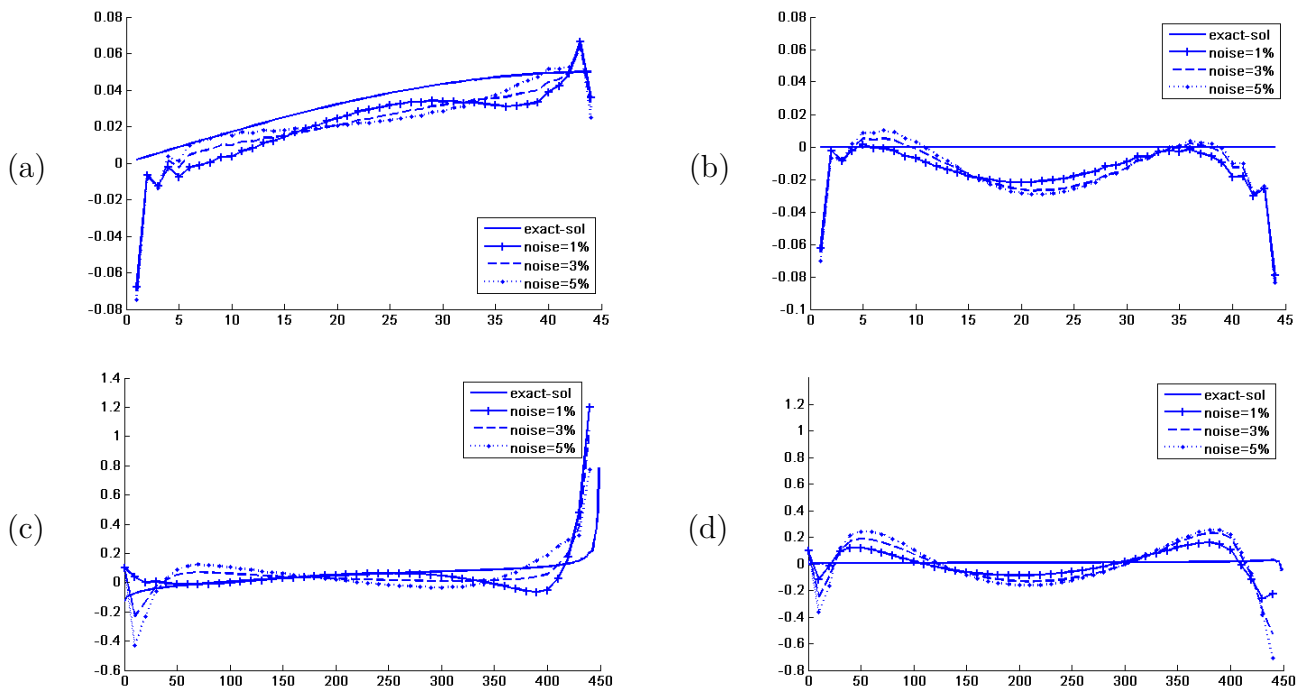 (a)
0.08
0.06
0.04
0.02
0
-0.02
-0.04
-0.06
0.08
0 5 10 15 20 25 30 35 40 45
exact-sol
noise=1%
noise=3%
noise=5%
(b)
0.08
0.06
0.04
0.02
0
-0.02
-0.04
-0.06
-0.08
-0.1
0 5 10 15 20 25 30 35 40 45
exact-sol
noise=1%
noise=3%
noise=5%
(c)
1.4
1.2
1
0.8
0.6
0.4
0.2
0
-0.2
-0.4
-0.6
0 50 100 150 200 250 300 350 400 450
exact-sol
noise=1%
noise=3%
noise=5%
(d)
1.2
1
0.8
0.6
0.4
0.2
0
-0.2
-0.4
-0.6
-0.8
0 50 100 150 200 250 300 350 400 450
exact-sol
noise=1%
noise=3%
noise=5%